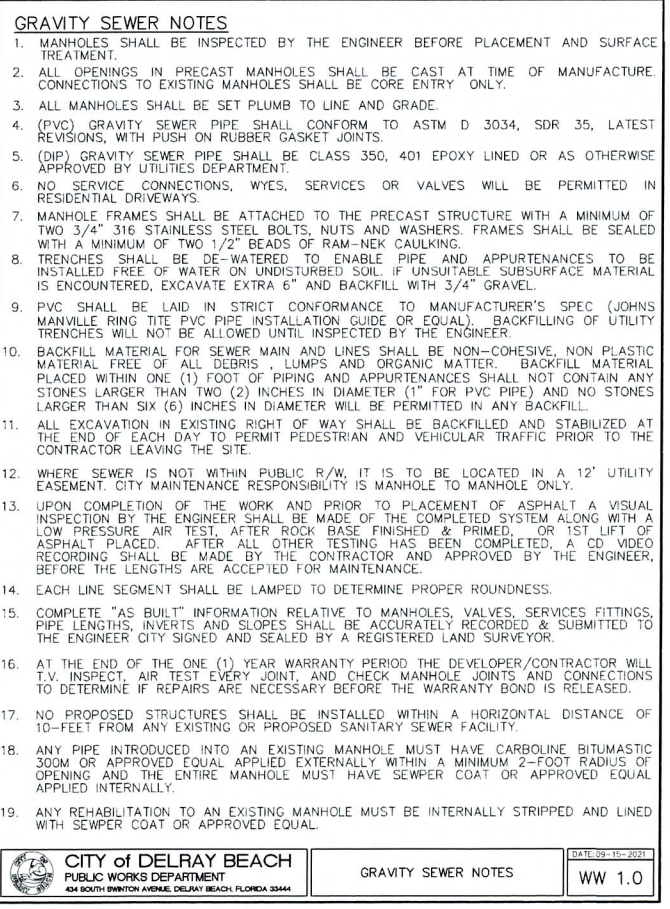 GRAVITY SEWER NOTES
1. MANHOLES SHALL BE INSPECTED BY THE ENGINEER BEFORE PLACEMENT AND SURFACE
TREATMENT.
2. ALL OPENINGS IN PRECAST MANHOLES SHALL BE CAST AT TIME OF MANUFACTURE.
CONNECTIONS TO EXISTING MANHOLES SHALL BE CORE ENTRY ONLY.
3. ALL MANHOLES SHALL BE SET PLUMB TO LINE AND GRADE.
4. (PVC) GRAVITY SEWER PIPE SHALL CONFORM TO ASTM D 3034, SDR 35, LATEST
REVISIONS, WITH PUSH ON RUBBER GASKET JOINTS.
5. (DIP) GRAVITY SEWER PIPE SHALL BE CLASS 350, 401 EPOXY LINED OR AS OTHERWISE
APPROVED BY UTILITIES DEPARTMENT.
6. NO SERVICE CONNECTIONS, WYES, SERVICES OR VALVES WILL BE PERMITTED IN
RESIDENTIAL DRIVEWAYS.
7. MANHOLE FRAMES SHALL BE ATTACHED TO THE PRECAST STRUCTURE WITH A MINIMUM OF
TWO 3/4" 316 STAINLESS STEEL BOLTS, NUTS AND WASHERS. FRAMES SHALL BE SEALED
WITH A MINIMUM OF TWO 1/2" BEADS OF RAM-NEK CAULKING.
8. TRENCHES SHALL BE DE-WATERED TO ENABLE PIPE AND APPURTENANCES TO BE
INSTALLED FREE OF WATER ON UNDISTURBED SOIL. IF UNSUITABLE SUBSURFACE MATERIAL
IS ENCOUNTERED, EXCAVATE EXTRA 6" AND BACKFILL WITH 3/4" GRAVEL.
9. PVC SHALL BE LAID IN STRICT CONFORMANCE TO MANUFACTURER'S SPEC (JOHNS
MANVILLE RING TITE PVC PIPE INSTALLATION GUIDE OR EQUAL). BACKFILLING OF UTILITY
TRENCHES WILL NOT BE ALLOWED UNTIL INSPECTED BY THE ENGINEER.
10. BACKFILL MATERIAL FOR SEWER MAIN AND LINES SHALL BE NON-COHESIVE, NON PLASTIC
MATERIAL FREE OF ALL DEBRIS , LUMPS AND ORGANIC MATTER. BACKFILL MATERIAL
PLACED WITHIN ONE (1) FOOT OF PIPING AND APPURTENANCES SHALL NOT CONTAIN ANY
STONES LARGER THAN TWO (2) INCHES IN DIAMETER (1" FOR PVC PIPE) AND NO STONES
LARGER THAN SIX (6) INCHES IN DIAMETER WILL BE PERMITTED IN ANY BACKFILL.
11. ALL EXCAVATION IN EXISTING RIGHT OF WAY SHALL BE BACKFILLED AND STABILIZED AT
THE END OF EACH DAY TO PERMIT PEDESTRIAN AND VEHICULAR TRAFFIC PRIOR TO THE
CONTRACTOR LEAVING THE SITE.
12. WHERE SEWER IS NOT WITHIN PUBLIC R/W, IT IS TO BE LOCATED IN A 12' UTILITY
EASEMENT. CITY MAINTENANCE RESPONSIBILITY IS MANHOLE TO MANHOLE ONLY.
13. UPON COMPLETION OF THE WORK AND PRIOR TO PLACEMENT OF ASPHALT A VISUAL
INSPECTION BY THE ENGINEER SHALL BE MADE OF THE COMPLETED SYSTEM ALONG WITH A
LOW PRESSURE AIR TEST, AFTER ROCK BASE FINISHED & PRIMED, OR 1ST LIFT OF
ASPHALT PLACED. AFTER ALL OTHER TESTING HAS BEEN COMPLETED, A CD VIDEO
RECORDING SHALL BE MADE BY THE CONTRACTOR AND APPROVED BY THE ENGINEER,
BEFORE THE LENGTHS ARE ACCEPTED FOR MAINTENANCE.
14. EACH LINE SEGMENT SHALL BE LAMPED TO DETERMINE PROPER ROUNDNESS.
15. COMPLETE "AS BUILT" INFORMATION RELATIVE TO MANHOLES, VALVES, SERVICES FITTINGS,
PIPE LENGTHS, INVERTS AND SLOPES SHALL BE ACCURATELY RECORDED & SUBMITTED TO
THE ENGINEER CITY SIGNED AND SEALED BY A REGISTERED LAND SURVEYOR.
16. AT THE END OF THE ONE (1) YEAR WARRANTY PERIOD THE DEVELOPER/CONTRACTOR WILL
T.V. INSPECT, AIR TEST EVERY JOINT, AND CHECK MANHOLE JOINTS AND CONNECTIONS
TO DETERMINE IF REPAIRS ARE NECESSARY BEFORE THE WARRANTY BOND IS RELEASED.
17. NO PROPOSED STRUCTURES SHALL BE INSTALLED WITHIN A HORIZONTAL DISTANCE OF
10-FEET FROM ANY EXISTING OR PROPOSED SANITARY SEWER FACILITY.
18. ANY PIPE INTRODUCED INTO AN EXISTING MANHOLE MUST HAVE CARBOLINE BITUMASTIC
300M OR APPROVED EQUAL APPLIED EXTERNALLY WITHIN A MINIMUM 2-FOOT RADIUS OF
OPENING AND THE ENTIRE MANHOLE MUST HAVE SEWPER COAT OR APPROVED EQUAL
APPLIED INTERNALLY.
19. ANY REHABILITATION TO AN EXISTING MANHOLE MUST BE INTERNALLY STRIPPED AND LINED
WITH SEWPER COAT OR APPROVED EQUAL.
CITY of DELRAY BEACH
PUBLIC WORKS DEPARTMENT
434 SOUTH SWINTON AVENUE, DELRAY BEACH, FLORIDA 33444
GRAVITY SEWER NOTES
DATE:09-15-2021
WW 1.0